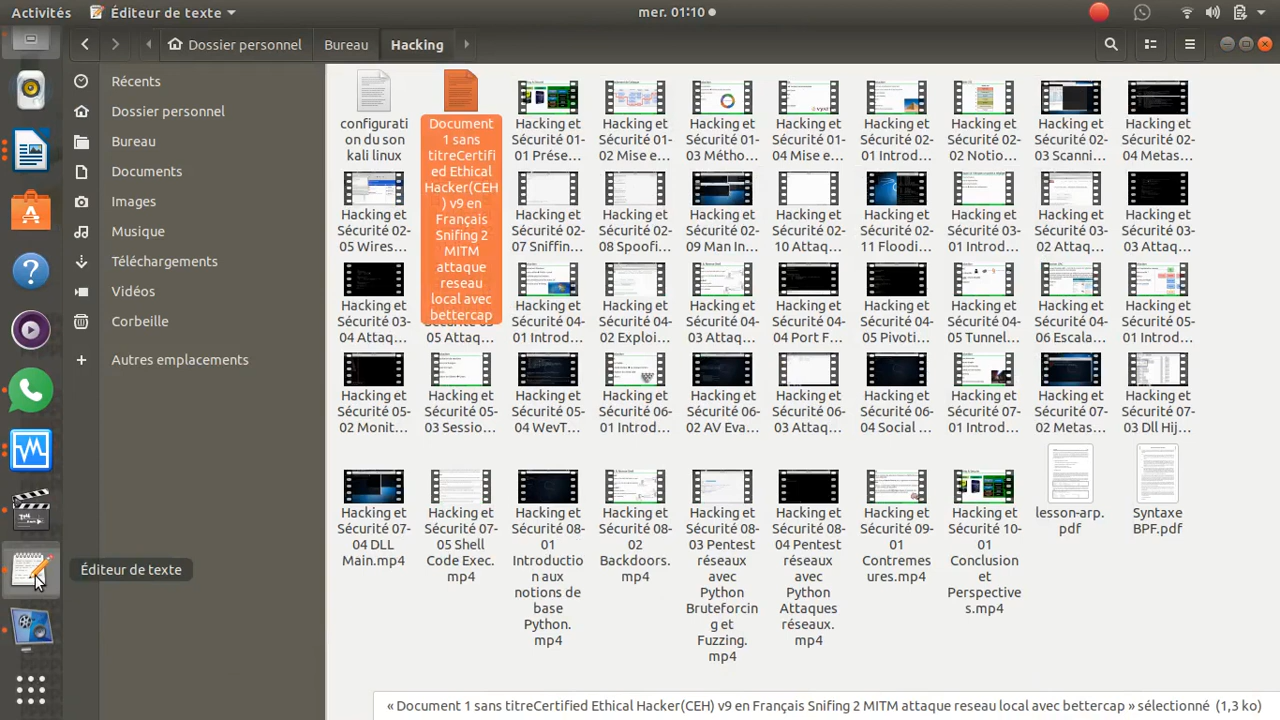 Activités
Éditeur de texte
mer. 01:10
Dossier personnel
Bureau
Hacking
Récents
Dossier personnel
Bureau
Documents
Images
Musique
Téléchargements
Vidéos
Corbeille
Autres emplacements
Éditeur de texte
configurati
on du son
kali linux
Document
1 sans
titreCertifi
ed Ethical
Hacker(CEH
) v9 en
Français
Snifing 2
MITM
attaque
reseau
local avec
bettercap
Hacking et
Sécurité 01-
01 Prése...
Hacking et
Sécurité 01-
02 Mise e...
Hacking et
Sécurité 01-
03 Métho...
Hacking et
Sécurité 01-
04 Mise e...
Hacking et
Sécurité 02-
01 Introd...
Hacking et
Sécurité 02-
02 Notio...
Hacking et
Sécurité 02-
03 Scanni...
Hacking et
Sécurité 02-
04 Metas...
Hacking et
Sécurité 02-
05 Wires...
Hacking et
Sécurité 02-
07 Sniffin...
Hacking et
Sécurité 02-
08 Spoofi...
Hacking et
Sécurité 02-
09 Man In...
Hacking et
Sécurité 02-
10 Attaq...
Hacking et
Sécurité 02-
11 Floodi...
Hacking et
Sécurité 03-
01 Introd...
Hacking et
Sécurité 03-
02 Attaq...
Hacking et
Sécurité 03-
03 Attaq...
Hacking et
Sécurité 03-
04 Attaq...
05 Attaq...
Hacking et
Sécurité 04-
01 Introd...
Hacking et
Sécurité 04-
02 Exploi...
Hacking et
Sécurité 04-
03 Attaq...
Hacking et
Sécurité 04-
04 Port F...
Hacking et
Sécurité 04-
05 Pivoti...
Hacking et
Sécurité 04-
05 Tunnel...
Hacking et
Sécurité 04-
06 Escala...
Hacking et
Sécurité 05-
01 Introd...
Hacking et
Sécurité 05-
02 Monit...
Hacking et
Sécurité 05-
03 Sessio...
Hacking et
Sécurité 05-
04 WevT...
Hacking et
Sécurité 06-
01 Introd...
Hacking et
Sécurité 06-
02 AV Eva...
Hacking et
Sécurité 06-
03 Attaq...
Hacking et
Sécurité 06-
04 Social ...
Hacking et
Sécurité 07-
01 Introd...
Hacking et
Sécurité 07-
02 Metas...
Hacking et
Sécurité 07-
03 Dll Hij...
Hacking et
Sécurité 07-
04 DLL
Main.mp4
Hacking et
Sécurité 07-
05 Shell
Code Exec.
mp4
Hacking et
Sécurité 08-
01
Introductio
n aux
notions de
base
Python.
mp4
Hacking et
Sécurité 08-
02
Backdoors.
mp4
Hacking et
Sécurité 08-
03 Pentest
réseaux
avec
Python
Bruteforcin
g et
Fuzzing.
mp4
Hacking et
Sécurité 08-
04 Pentest
réseaux
avec
Python
Attaques
réseaux.
mp4
Hacking et
Sécurité 09-
01
Contremes
ures.mp4
Hacking et
Sécurité 10-
01
Conclusion
et
Perspective
s.mp4
lesson-arp.
pdf
Syntaxe
BPF.pdf
« Document 1 sans titreCertified Ethical Hacker(CEH) v9 en Français Snifing 2 MITM attaque reseau local avec bettercap » sélectionné (1,3 ko)